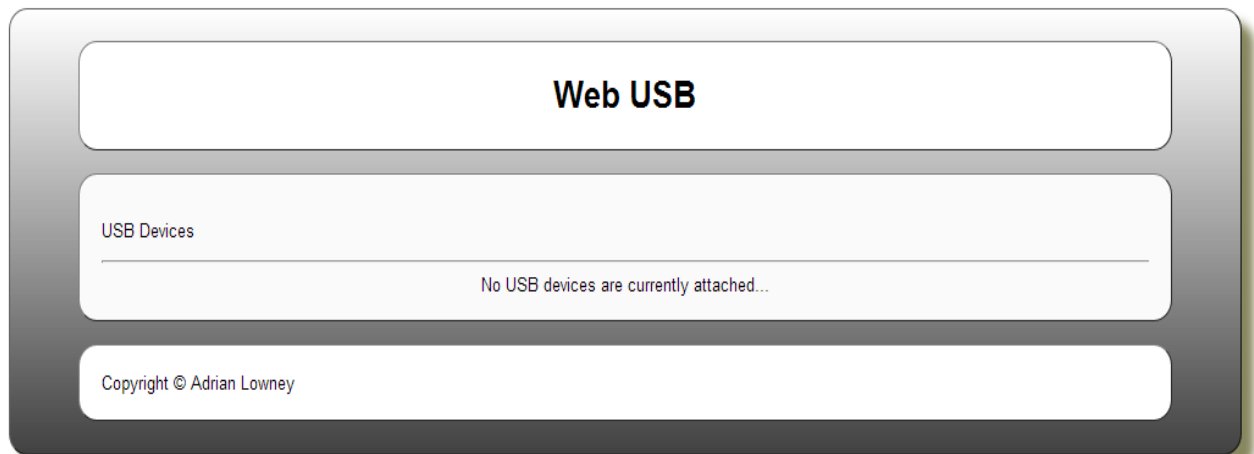 Web USB
USB Devices
No USB devices are currently attached...
Copyright © Adrian Lowney